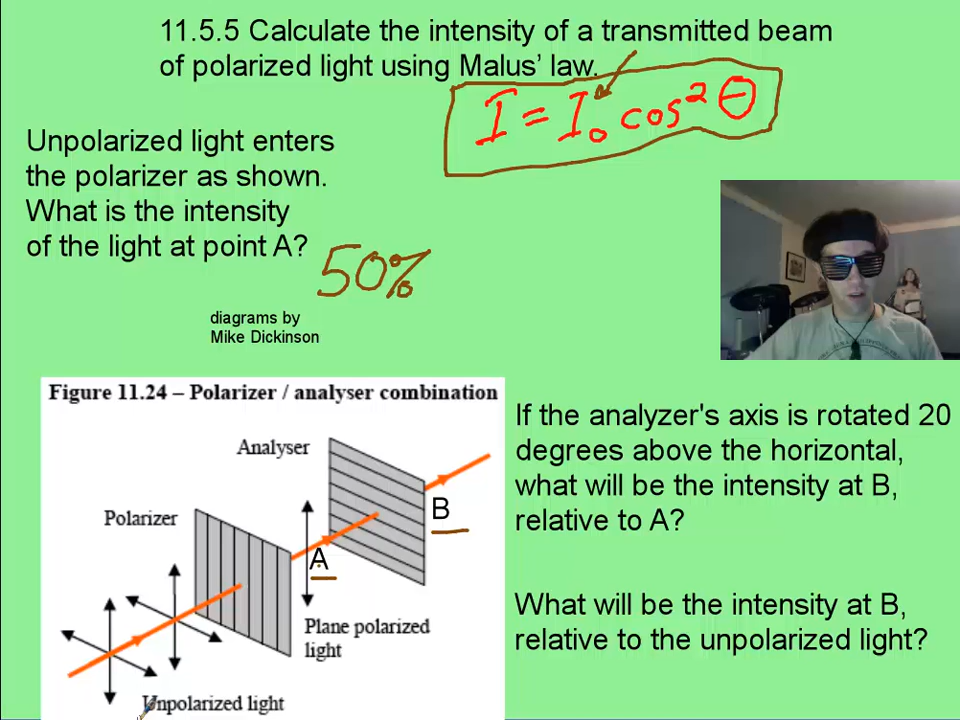 11.5.5 Calculate the intensity of a transmitted beam
of polarized light using Malus' law.
I = I₀ cos² θ
Unpolarized light enters
the polarizer as shown.
What is the intensity
of the light at point A?
50%
diagrams by
Mike Dickinson
Figure 11.24 – Polarizer / analyser combination
Analyser
Polarizer
B
A
Plane polarized
light
Unpolarized light
If the analyzer's axis is rotated 20
degrees above the horizontal,
what will be the intensity at B,
relative to A?
What will be the intensity at B,
relative to the unpolarized light?